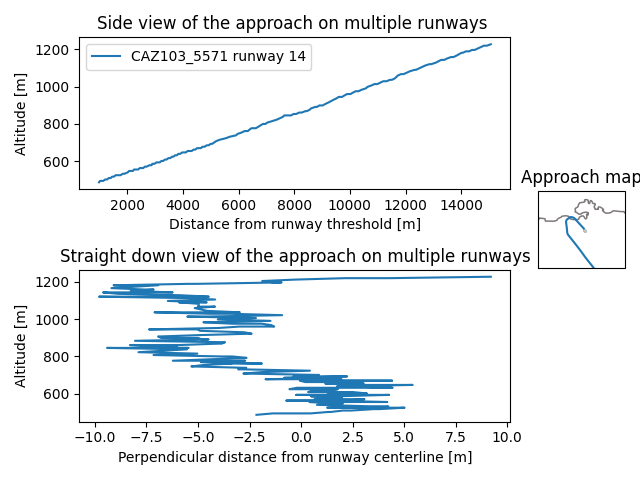 Side view of the approach on multiple runways
Altitude [m]
1200
1000
800
600
CAZ103_5571 runway 14
2000 4000 6000 8000 10000 12000 14000
Distance from runway threshold [m]
Approach map
Straight down view of the approach on multiple runways
Altitude [m]
1200
1000
800
600
−10.0 −7.5 −5.0 −2.5 0.0 2.5 5.0 7.5 10.0
Perpendicular distance from runway centerline [m]